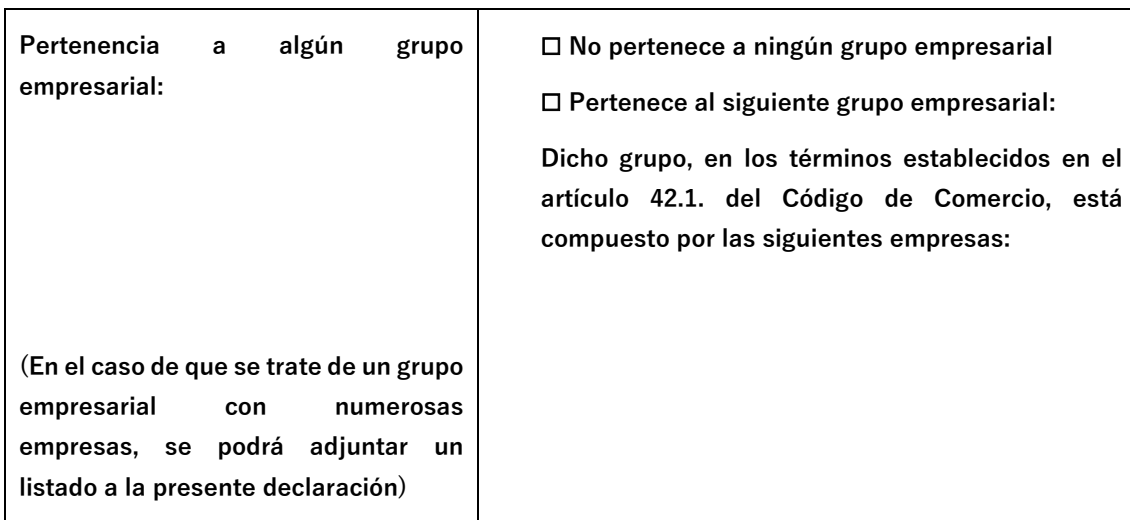 Pertenencia a algún grupo
empresarial:
(En el caso de que se trate de un grupo
empresarial con numerosas
empresas, se podrá adjuntar un
listado a la presente declaración)
☐ No pertenece a ningún grupo empresarial
☐ Pertenece al siguiente grupo empresarial:
Dicho grupo, en los términos establecidos en el
artículo 42.1. del Código de Comercio, está
compuesto por las siguientes empresas: